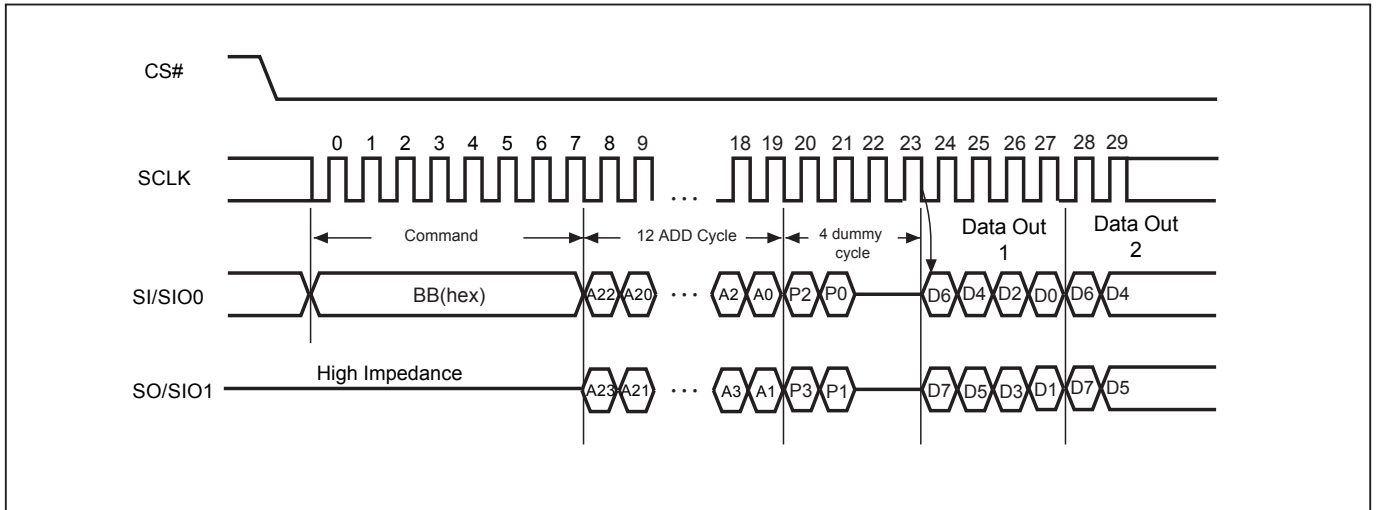 CS#
0 1 2 3 4 5 6 7 8 9 18 19 20 21 22 23 24 25 26 27 28 29
SCLK
...
Command
12 ADD Cycle
4 dummy
cycle
Data Out
1
Data Out
2
SI/SIO0
BB(hex)
A22 A20 ... A2 A0 P2 P0 D6 D4 D2 D0 D6 D4
SO/SIO1
High Impedance
A23 A21 ... A3 A1 P3 P1 D7 D5 D3 D1 D7 D5